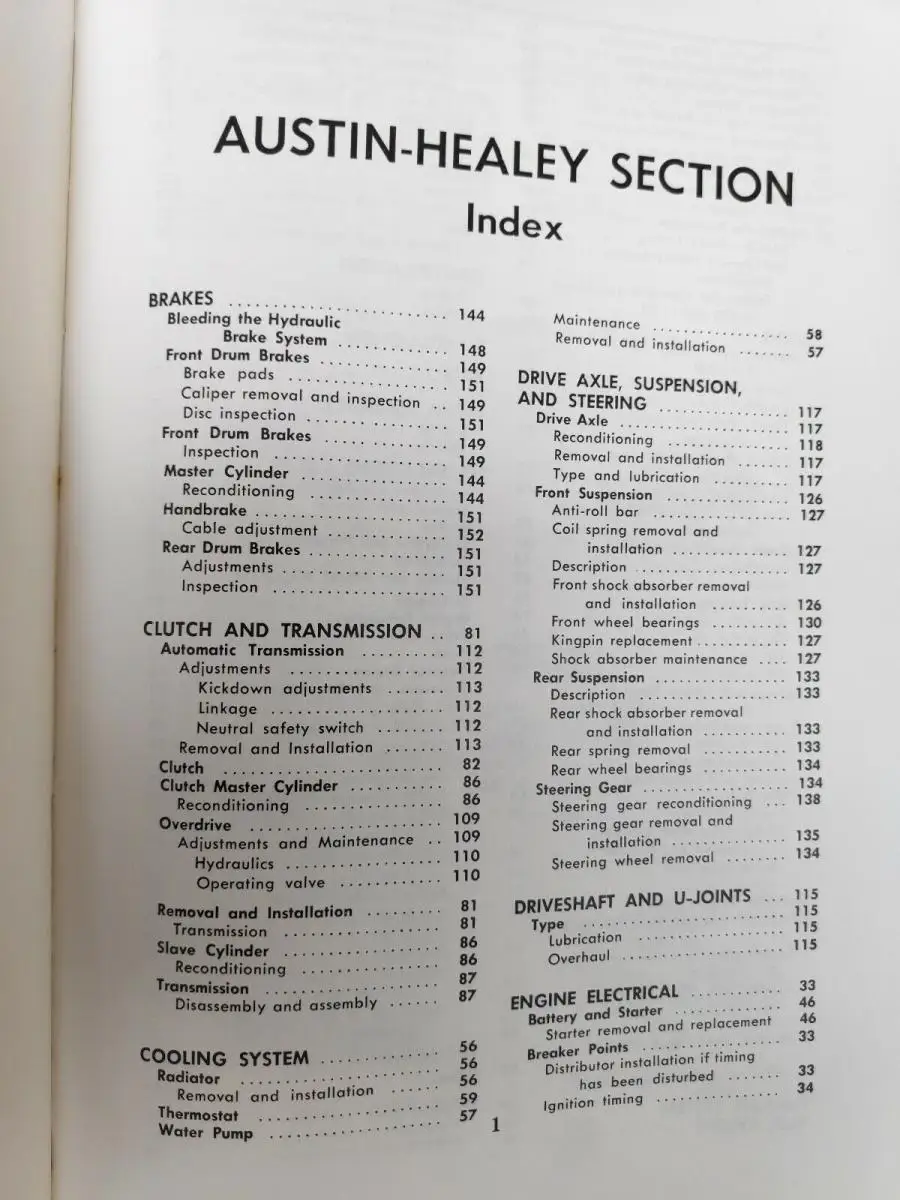 AUSTIN-HEALEY SECTION
Index
BRAKES .......................... 144
Bleeding the Hydraulic
Brake System ............. 148
Front Drum Brakes .............. 149
Brake pads .................. 151
Caliper removal and inspection .. 149
Disc inspection ................ 151
Front Drum Brakes .............. 149
Inspection .................... 149
Master Cylinder ................. 144
Reconditioning ................ 144
Handbrake ...................... 151
Cable adjustment .............. 152
Rear Drum Brakes ................ 151
Adjustments ................... 151
Inspection .................... 151
CLUTCH AND TRANSMISSION .. 81
Automatic Transmission .......... 112
Adjustments ................... 112
Kickdown adjustments ....... 113
Linkage ...................... 112
Neutral safety switch ........ 112
Removal and Installation ....... 113
Clutch .......................... 82
Clutch Master Cylinder ........... 86
Reconditioning ................ 86
Overdrive ....................... 109
Adjustments and Maintenance .. 109
Hydraulics ................... 110
Operating valve ............ 110
Removal and Installation ......... 81
Transmission .................. 81
Slave Cylinder .................. 86
Reconditioning ................ 86
Transmission .................... 87
Disassembly and assembly ...... 87
COOLING SYSTEM .............. 56
Radiator ........................ 56
Removal and installation ...... 56
Thermostat ..................... 59
Water Pump .................... 57
Maintenance ................. 58
Removal and installation ....... 57
DRIVE AXLE, SUSPENSION,
AND STEERING ............... 117
Drive Axle ...................... 117
Reconditioning ................ 118
Removal and installation ....... 117
Type and lubrication .......... 117
Front Suspension ................ 126
Anti-roll bar .................. 127
Coil spring removal and
installation ............... 127
Description ................... 127
Front shock absorber removal
and installation .......... 126
Front wheel bearings .......... 130
Kingpin replacement ........... 127
Shock absorber maintenance .... 127
Rear Suspension ................ 133
Description ................... 133
Rear shock absorber removal
and installation ........... 133
Rear spring removal ........... 133
Rear wheel bearings .......... 134
Steering Gear ................... 134
Steering gear reconditioning ... 138
Steering gear removal and
installation ............... 135
Steering wheel removal ........ 134
DRIVESHAFT AND U-JOINTS ... 115
Type .......................... 115
Lubrication .................. 115
Overhaul .................... 115
ENGINE ELECTRICAL ........... 33
Battery and Starter .............. 46
Starter removal and replacement 46
Breaker Points .................. 33
Distributor installation if timing
has been disturbed ....... 33
Ignition timing ............... 34
1